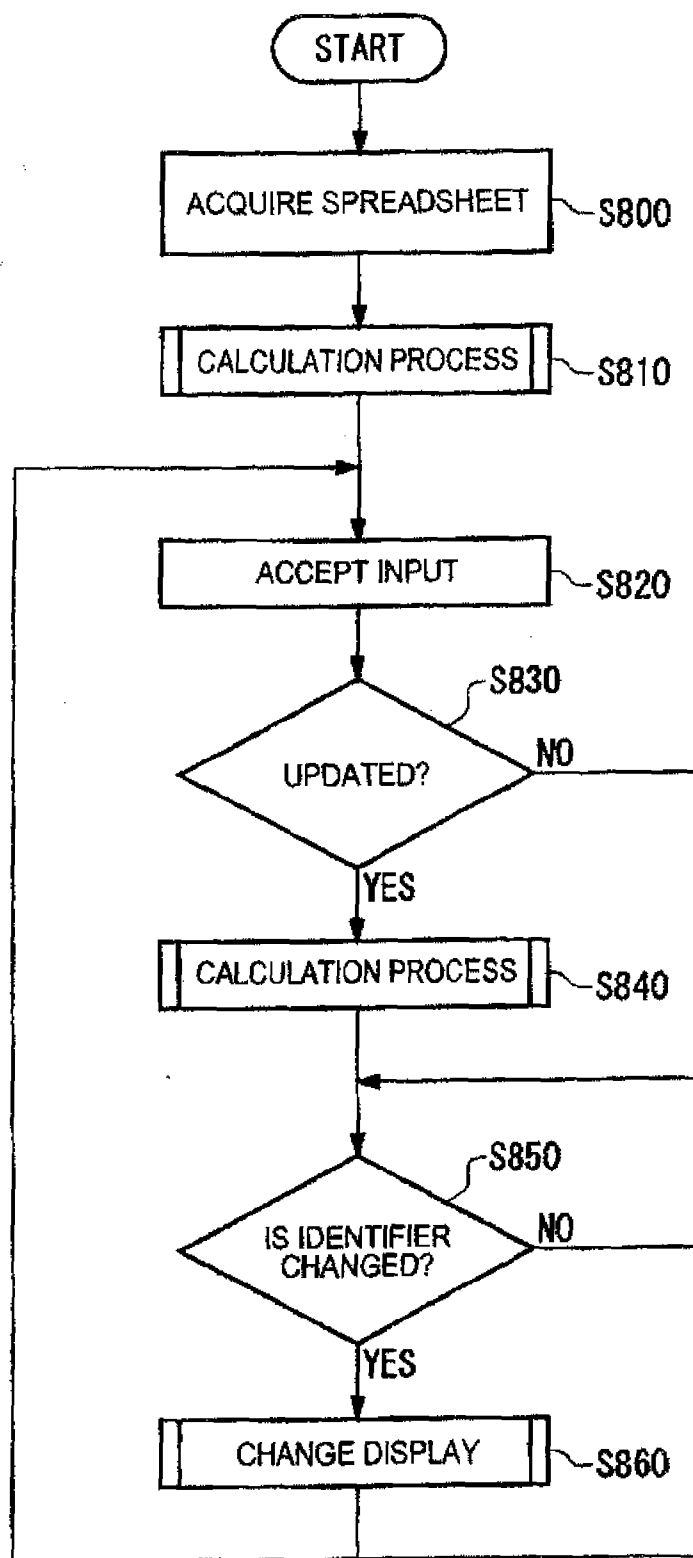 START
ACQUIRE SPREADSHEET
S800
CALCULATION PROCESS
S810
ACCEPT INPUT
S820
S830
UPDATED?
NO
YES
CALCULATION PROCESS
S840
S850
IS IDENTIFIER
CHANGED?
NO
YES
CHANGE DISPLAY
S860